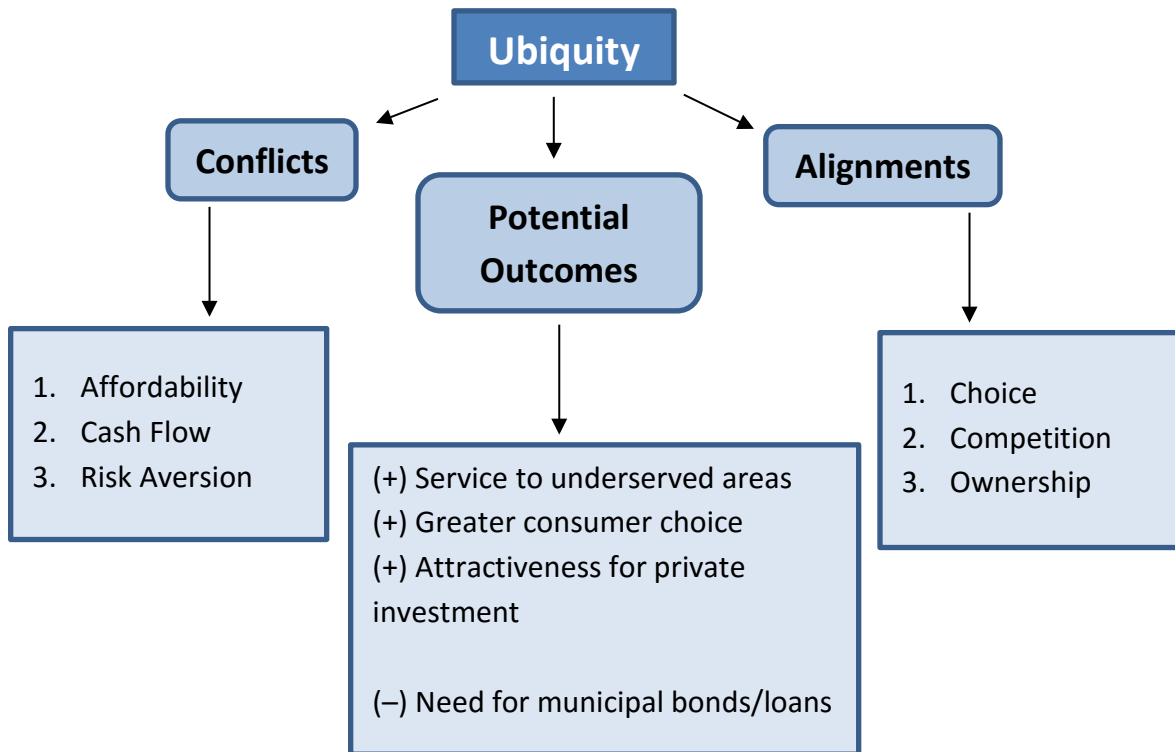 Ubiquity
Conflicts
Potential
Outcomes
Alignments
1. Affordability
2. Cash Flow
3. Risk Aversion
(+) Service to underserved areas
(+) Greater consumer choice
(+) Attractiveness for private
investment
(–) Need for municipal bonds/loans
1. Choice
2. Competition
3. Ownership